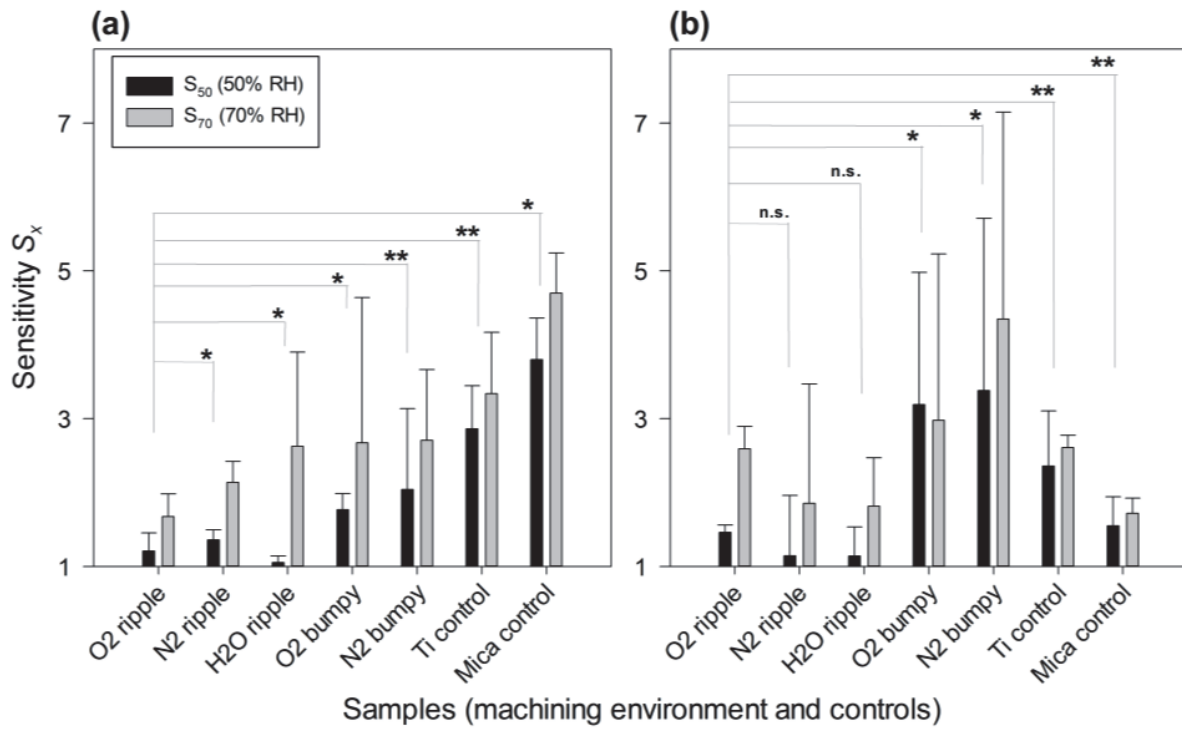 (a)
(b)
S₅₀ (50% RH)
S₇₀ (70% RH)
Sensitivity Sₓ
7
5
3
1
*
*
*
**
**
*
O2 ripple
N2 ripple
H2O ripple
O2 bumpy
N2 bumpy
Ti control
Mica control
7
5
3
1
n.s.
n.s.
*
*
**
**
O2 ripple
N2 ripple
H2O ripple
O2 bumpy
N2 bumpy
Ti control
Mica control
Samples (machining environment and controls)